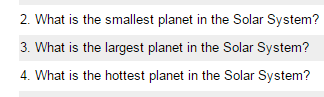 2. What is the smallest planet in the Solar System?
3. What is the largest planet in the Solar System?
4. What is the hottest planet in the Solar System?